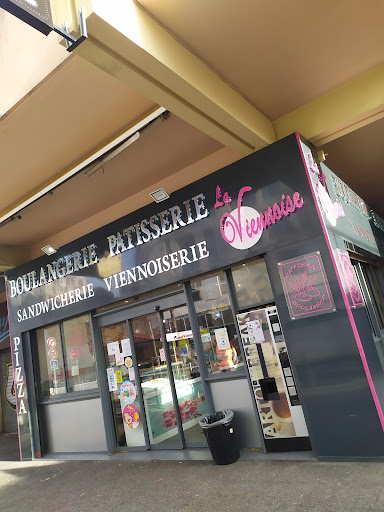 BOULANGERIE PATISSERIE La Viennoise
SANDWICHERIE VIENNOISERIE
PIZZA